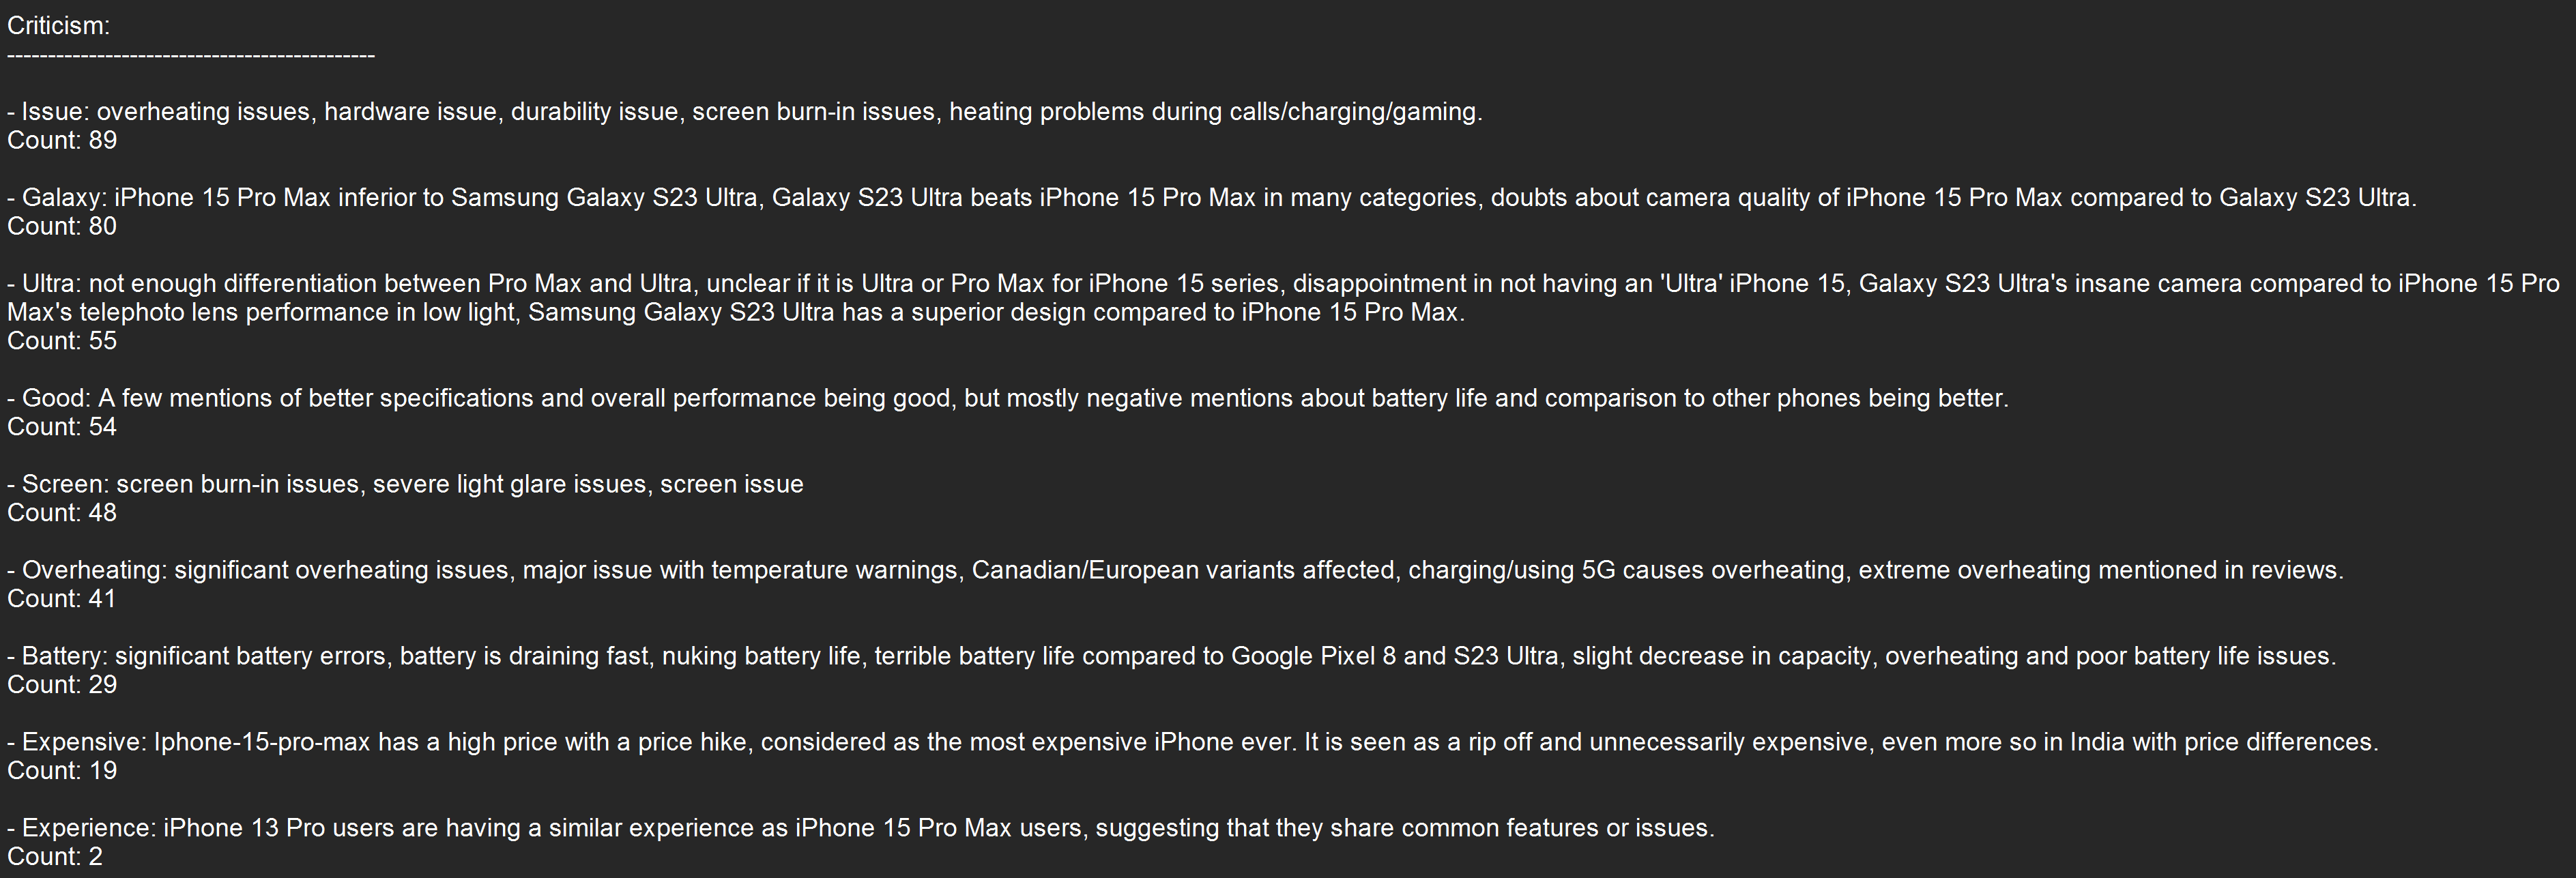 Criticism:
---------------------------------------------
- Issue: overheating issues, hardware issue, durability issue, screen burn-in issues, heating problems during calls/charging/gaming.
Count: 89
- Galaxy: iPhone 15 Pro Max inferior to Samsung Galaxy S23 Ultra, Galaxy S23 Ultra beats iPhone 15 Pro Max in many categories, doubts about camera quality of iPhone 15 Pro Max compared to Galaxy S23 Ultra.
Count: 80
- Ultra: not enough differentiation between Pro Max and Ultra, unclear if it is Ultra or Pro Max for iPhone 15 series, disappointment in not having an 'Ultra' iPhone 15, Galaxy S23 Ultra's insane camera compared to iPhone 15 Pro
Max's telephoto lens performance in low light, Samsung Galaxy S23 Ultra has a superior design compared to iPhone 15 Pro Max.
Count: 55
- Good: A few mentions of better specifications and overall performance being good, but mostly negative mentions about battery life and comparison to other phones being better.
Count: 54
- Screen: screen burn-in issues, severe light glare issues, screen issue
Count: 48
- Overheating: significant overheating issues, major issue with temperature warnings, Canadian/European variants affected, charging/using 5G causes overheating, extreme overheating mentioned in reviews.
Count: 41
- Battery: significant battery errors, battery is draining fast, nuking battery life, terrible battery life compared to Google Pixel 8 and S23 Ultra, slight decrease in capacity, overheating and poor battery life issues.
Count: 29
- Expensive: Iphone-15-pro-max has a high price with a price hike, considered as the most expensive iPhone ever. It is seen as a rip off and unnecessarily expensive, even more so in India with price differences.
Count: 19
- Experience: iPhone 13 Pro users are having a similar experience as iPhone 15 Pro Max users, suggesting that they share common features or issues.
Count: 2